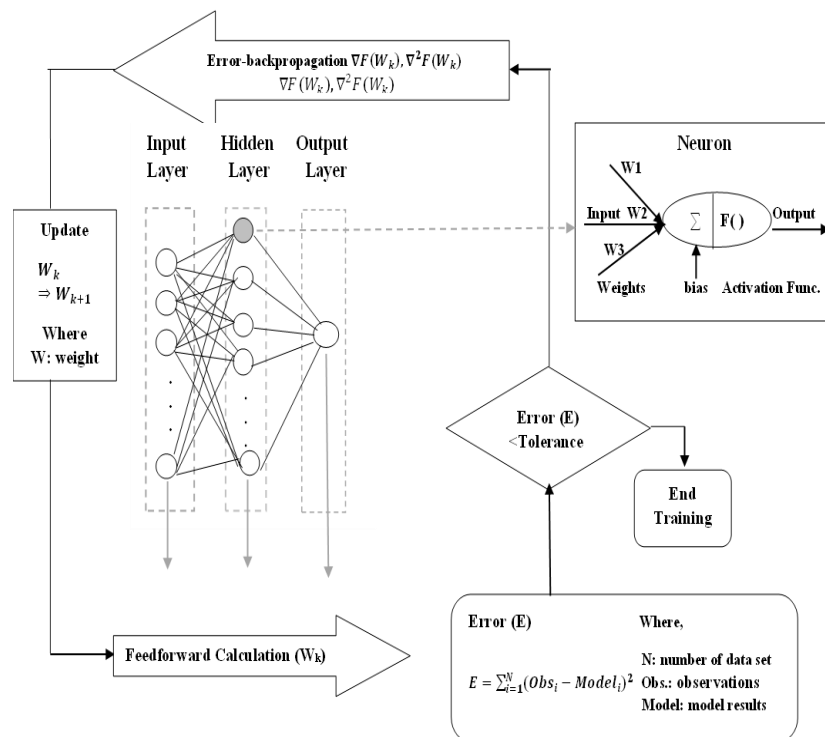 Error-backpropagation ∇F(W_k), ∇²F(W_k)
∇F(W_k), ∇²F(W_k)
Input
Layer
Hidden
Layer
Output
Layer
Neuron
W1
Input W2
W3
Weights
∑
F()
Output
bias
Activation Func.
Update
W_k
⇒ W_{k+1}
Where
W: weight
Error (E)
<Tolerance
End
Training
Feedforward Calculation (W_k)
Error (E)
E = ∑_{i=1}^{N}(Obs_i − Model_i)²
Where,
N: number of data set
Obs.: observations
Model: model results